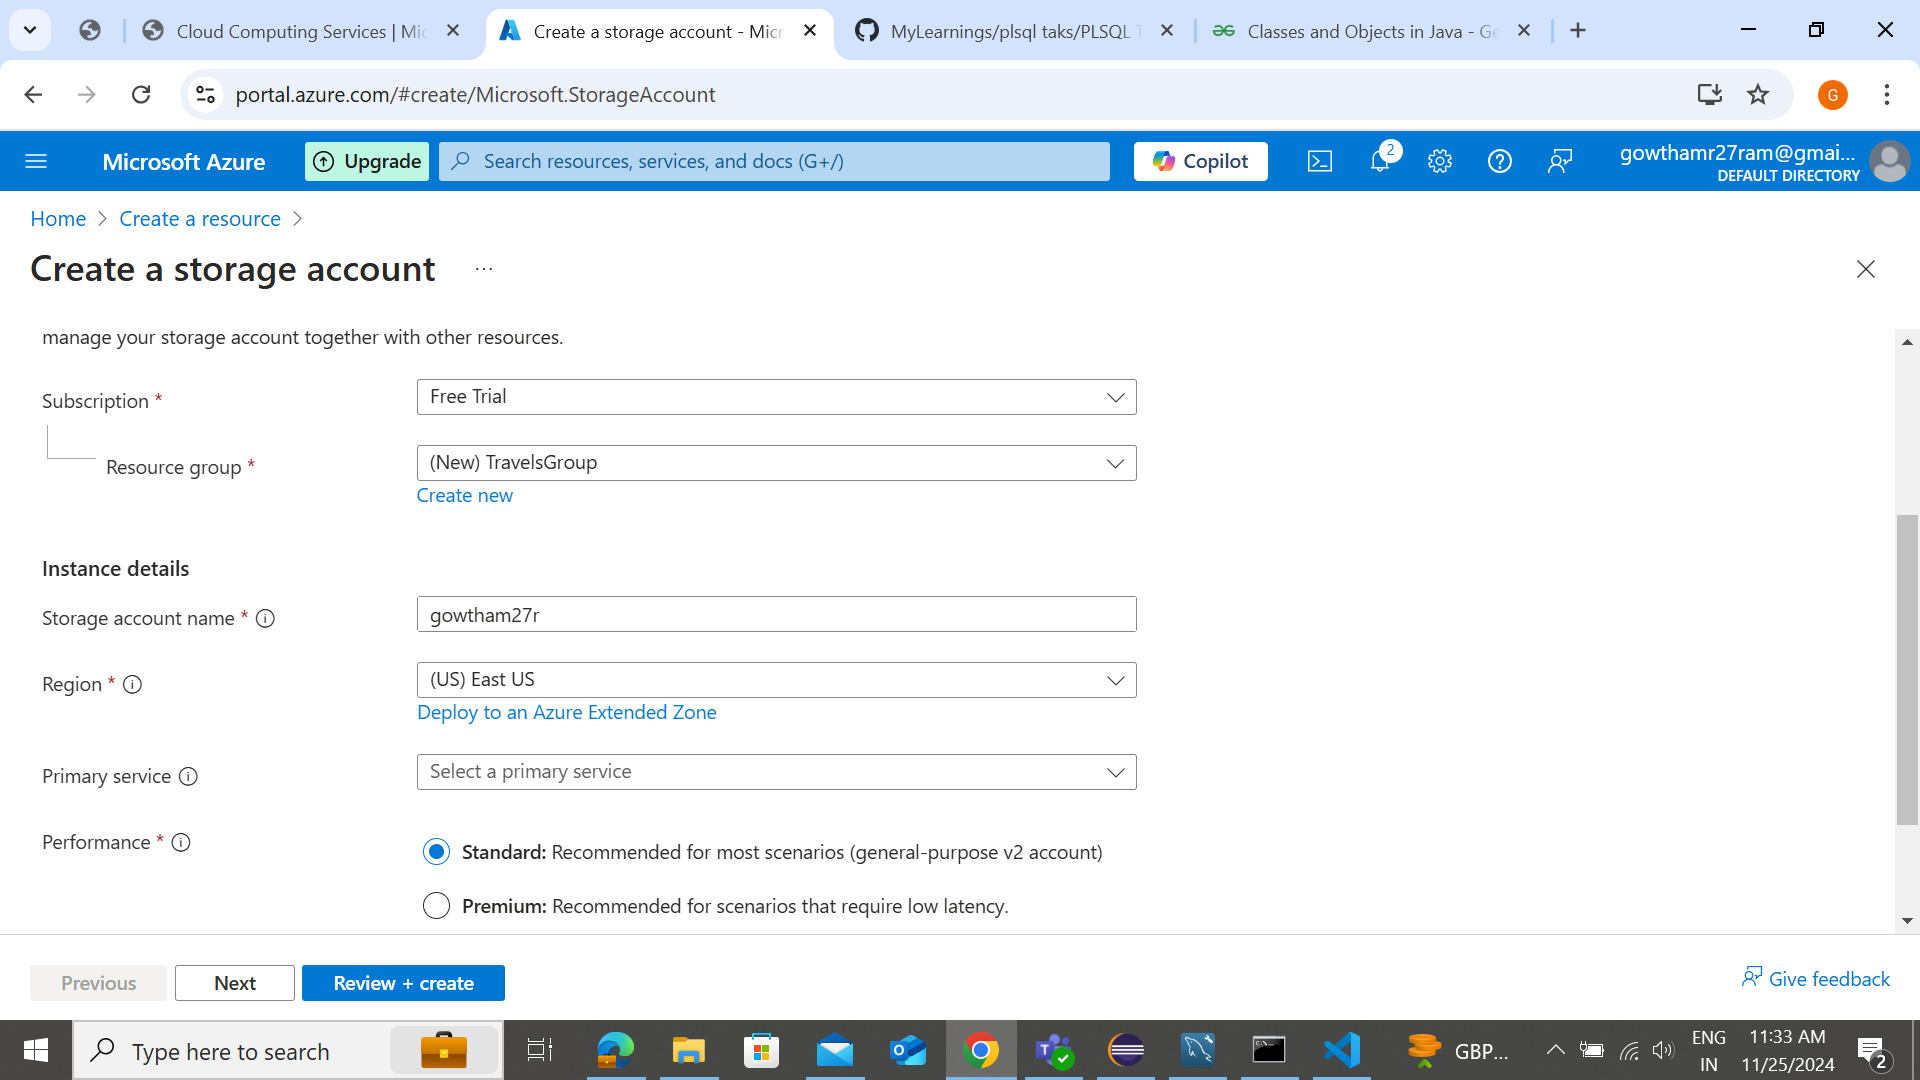 Cloud Computing Services | Mic
Create a storage account - Micr
MyLearnings/plsql taks/PLSQL T
Classes and Objects in Java - Ge
portal.azure.com/#create/Microsoft.StorageAccount
G
Microsoft Azure
Upgrade
Search resources, services, and docs (G+/)
Copilot
2
gowthamr27ram@gmai...
DEFAULT DIRECTORY
Home > Create a resource >
Create a storage account ...
manage your storage account together with other resources.
Subscription *
Free Trial
Resource group *
(New) TravelsGroup
Create new
Instance details
Storage account name *
gowtham27r
Region *
(US) East US
Deploy to an Azure Extended Zone
Primary service
Select a primary service
Performance *
Standard: Recommended for most scenarios (general-purpose v2 account)
Premium: Recommended for scenarios that require low latency.
Previous
Next
Review + create
Give feedback
Type here to search
GBP...
ENG
IN
11:33 AM
11/25/2024
2